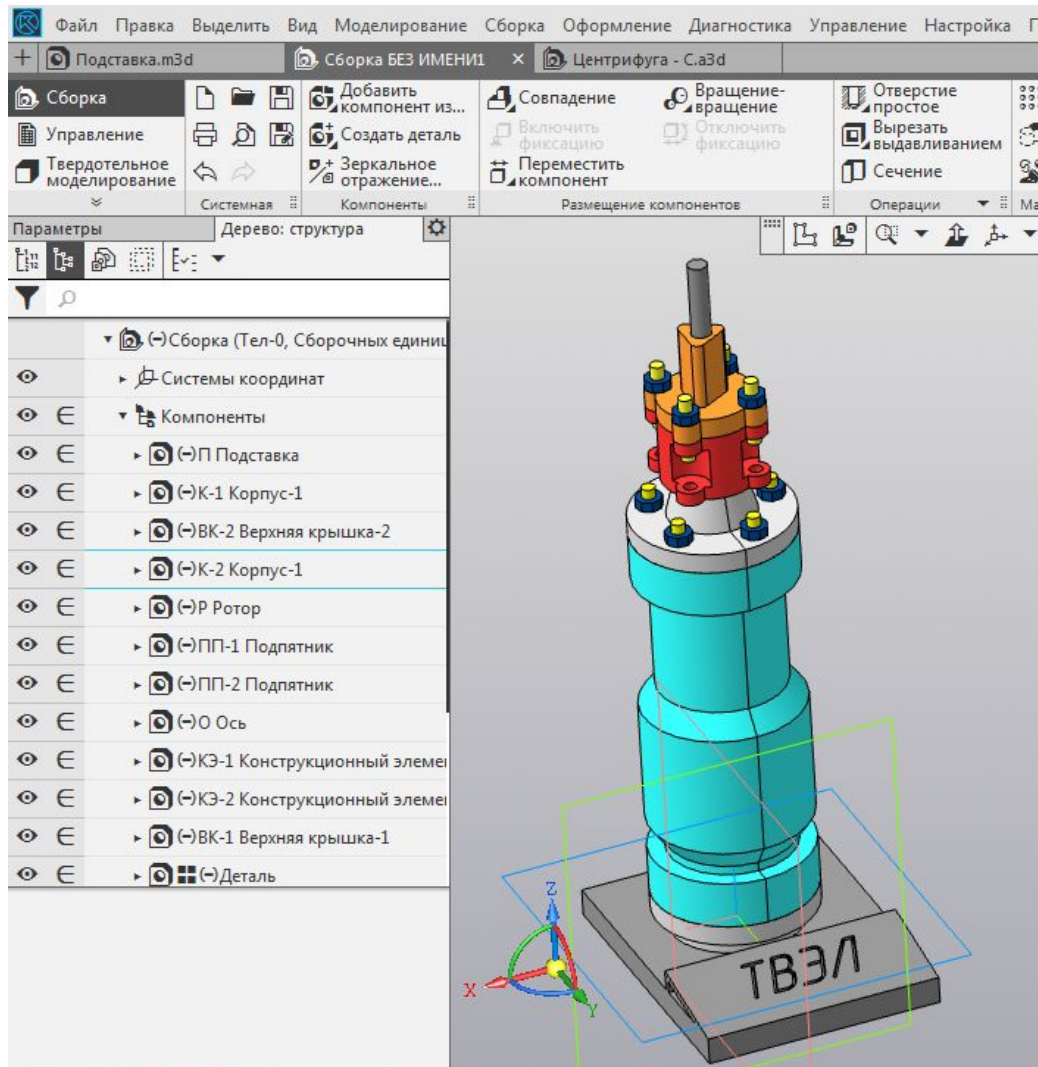 Файл Правка Выделить Вид Моделирование Сборка Оформление Диагностика Управление Настройка
Подставка.m3d Сборка БЕЗ ИМЕНИ1 Центрифуга - С.a3d
Сборка Добавить компонент из... Совпадение Вращение-вращение Отверстие простое
Управление Создать деталь Включить фиксацию Отключить фиксацию Вырезать выдавливанием
Твердотельное моделирование Зеркальное отражение... Переместить компонент Сечение
Системная Компоненты Размещение компонентов Операции Ма
Параметры Дерево: структура
(-)Сборка (Тел-0, Сборочных единиц
Системы координат
Компоненты
(-)П Подставка
(-)К-1 Корпус-1
(-)ВК-2 Верхняя крышка-2
(-)К-2 Корпус-1
(-)Р Ротор
(-)ПП-1 Подпятник
(-)ПП-2 Подпятник
(-)О Ось
(-)КЭ-1 Конструкционный элемен
(-)КЭ-2 Конструкционный элемен
(-)ВК-1 Верхняя крышка-1
(-)Деталь
Z
X
Y
ТВЭЛ